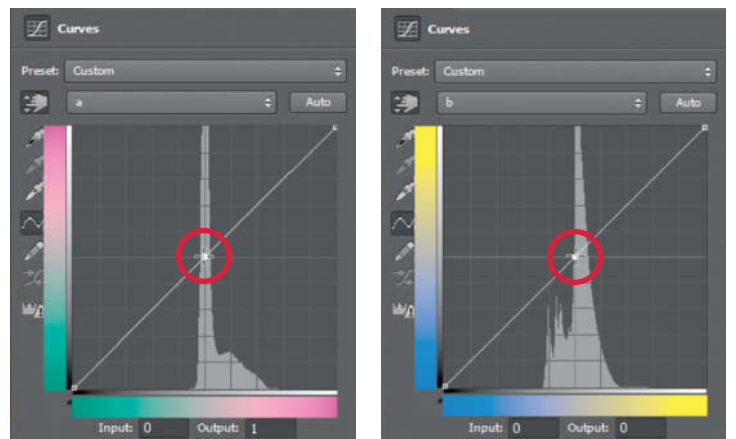 Curves
Preset: Custom
a Auto
Input: 0 Output: 1
Curves
Preset: Custom
b Auto
Input: 0 Output: 0